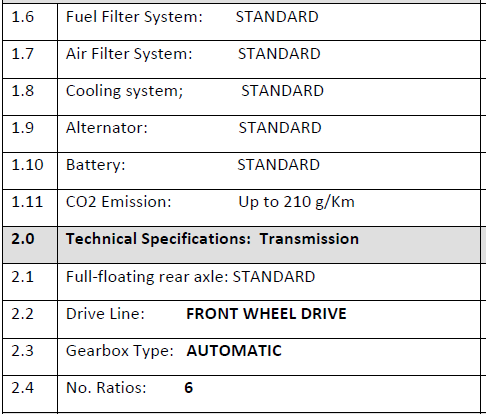 1.6 Fuel Filter System: STANDARD
1.7 Air Filter System: STANDARD
1.8 Cooling system; STANDARD
1.9 Alternator: STANDARD
1.10 Battery: STANDARD
1.11 CO2 Emission: Up to 210 g/Km
2.0 Technical Specifications: Transmission
2.1 Full-floating rear axle: STANDARD
2.2 Drive Line: FRONT WHEEL DRIVE
2.3 Gearbox Type: AUTOMATIC
2.4 No. Ratios: 6